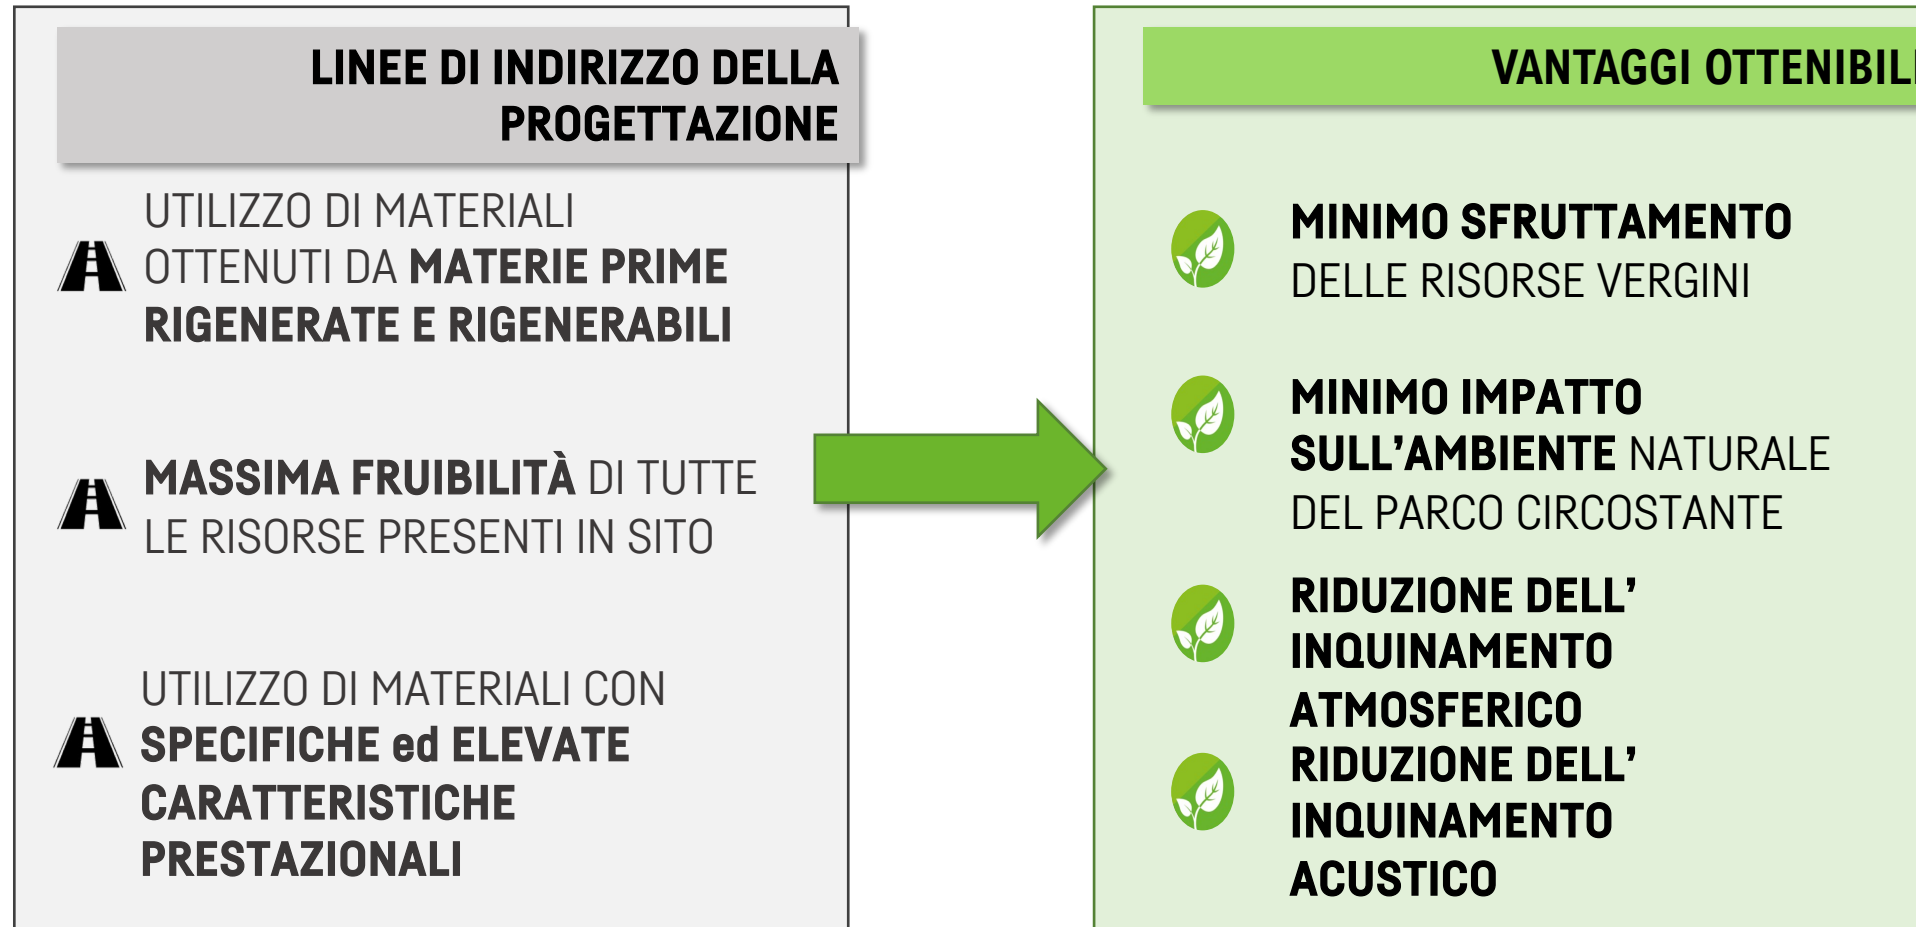 LINEE DI INDIRIZZO DELLA
PROGETTAZIONE
UTILIZZO DI MATERIALI
OTTENUTI DA MATERIE PRIME
RIGENERATE E RIGENERABILI
MASSIMA FRUIBILITÀ DI TUTTE
LE RISORSE PRESENTI IN SITO
UTILIZZO DI MATERIALI CON
SPECIFICHE ed ELEVATE
CARATTERISTICHE
PRESTAZIONALI
VANTAGGI OTTENIBILI
MINIMO SFRUTTAMENTO
DELLE RISORSE VERGINI
MINIMO IMPATTO
SULL'AMBIENTE NATURALE
DEL PARCO CIRCOSTANTE
RIDUZIONE DELL'
INQUINAMENTO
ATMOSFERICO
RIDUZIONE DELL'
INQUINAMENTO
ACUSTICO